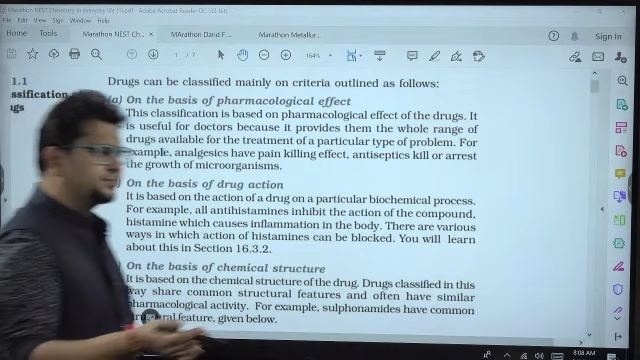 Marathon NEST Chemistry in everyday life (1).pdf - Adobe Acrobat Reader DC (32-bit)
File Edit View Sign Window Help
Home Tools Marathon NEST Ch... × MArathon Dand F ... Marathon Metallur... Sign In
1 / 7 164%
1.1 Drugs can be classified mainly on criteria outlined as follows:
(a) On the basis of pharmacological effect
This classification is based on pharmacological effect of the drugs. It
is useful for doctors because it provides them the whole range of
drugs available for the treatment of a particular type of problem. For
example, analgesics have pain killing effect, antiseptics kill or arrest
the growth of microorganisms.
On the basis of drug action
It is based on the action of a drug on a particular biochemical process.
For example, all antihistamines inhibit the action of the compound,
histamine which causes inflammation in the body. There are various
ways in which action of histamines can be blocked. You will learn
about this in Section 16.3.2.
On the basis of chemical structure
It is based on the chemical structure of the drug. Drugs classified in this
way share common structural features and often have similar
pharmacological activity. For example, sulphonamides have common
feature, given below.
8:08 AM